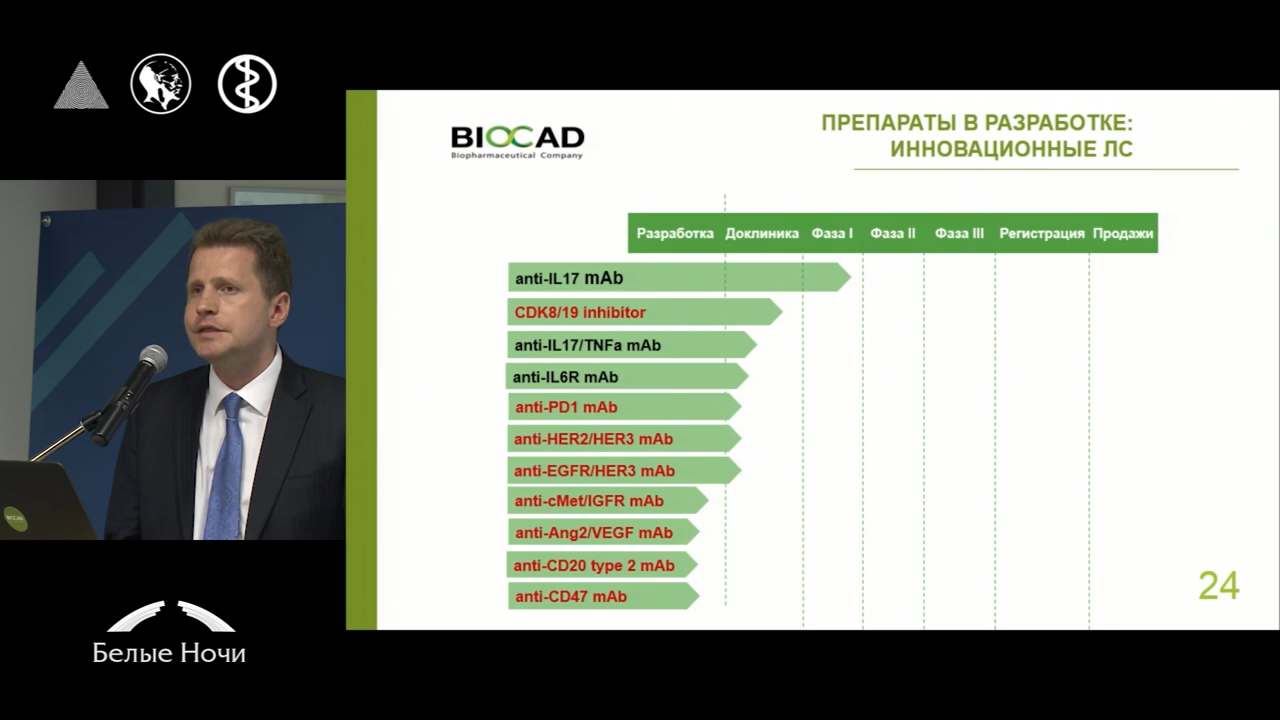 BIOCAD
Biopharmaceutical Company
ПРЕПАРАТЫ В РАЗРАБОТКЕ:
ИННОВАЦИОННЫЕ ЛС
Разработка Доклиника Фаза I Фаза II Фаза III Регистрация Продажи
anti-IL17 mAb
CDK8/19 inhibitor
anti-IL17/TNFa mAb
anti-IL6R mAb
anti-PD1 mAb
anti-HER2/HER3 mAb
anti-EGFR/HER3 mAb
anti-cMet/IGFR mAb
anti-Ang2/VEGF mAb
anti-CD20 type 2 mAb
anti-CD47 mAb
24
BIOCAD
Белые Ночи